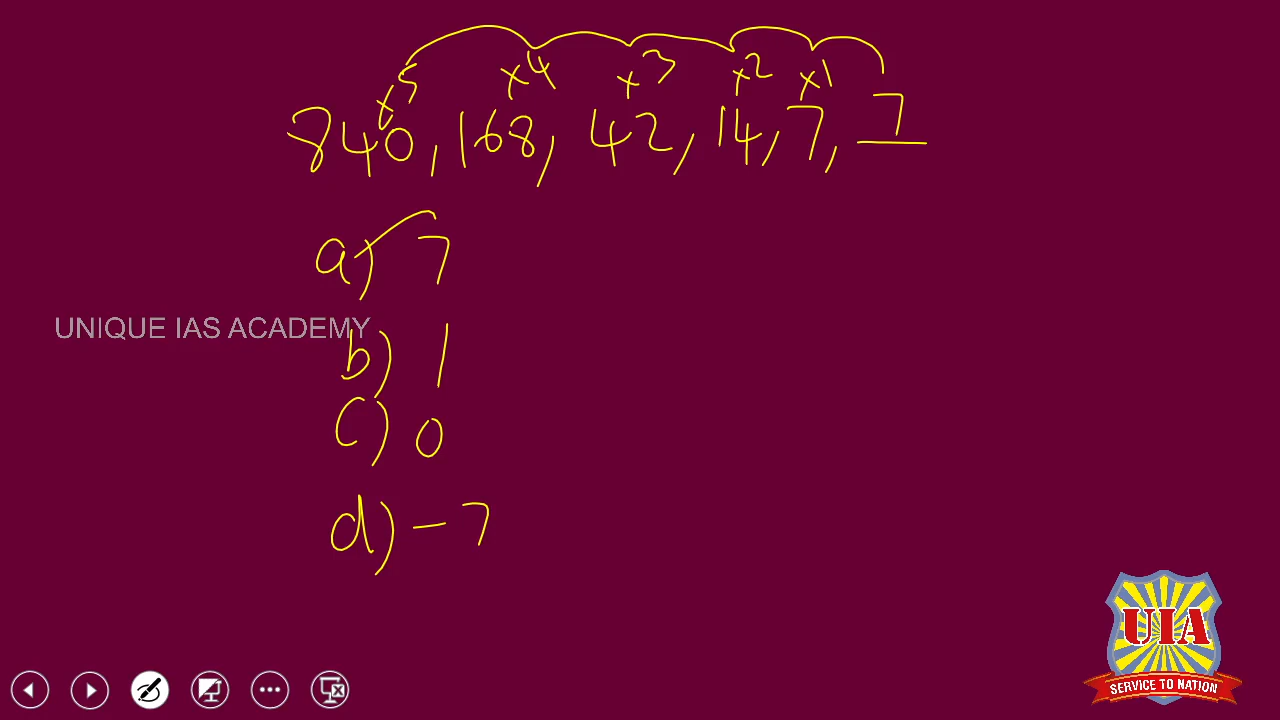 ×5 ×4 ×3 ×2 ×1
840, 168, 42, 14, 7, 7
a) 7
UNIQUE IAS ACADEMY
b) 1
c) 0
d) -7
UIA
SERVICE TO NATION